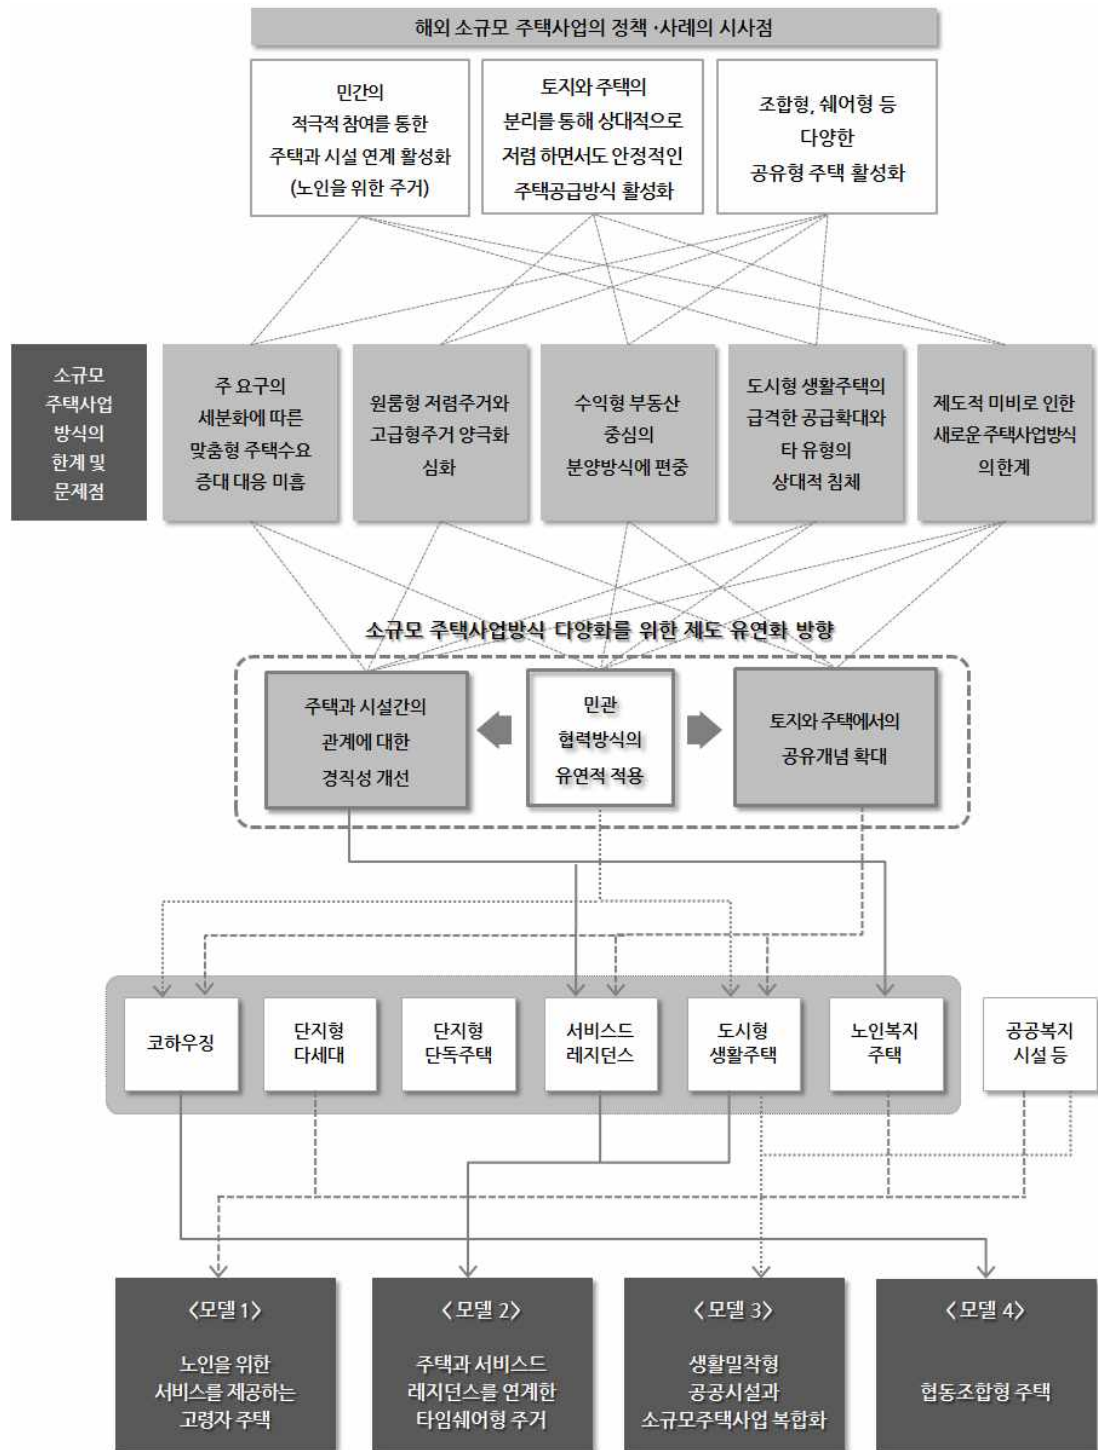 해외 소규모 주택사업의 정책 ·사례의 시사점
민간의
적극적 참여를 통한
주택과 시설 연계 활성화
(노인을 위한 주거)
토지와 주택의
분리를 통해 상대적으로
저렴 하면서도 안정적인
주택공급방식 활성화
조합형, 쉐어형 등
다양한
공유형 주택 활성화
소규모
주택사업
방식의
한계 및
문제점
주 요구의
세분화에 따른
맞춤형 주택수요
증대 대응 미흡
원룸형 저렴주거와
고급형주거 양극화
심화
수익형 부동산
중심의
분양방식에 편중
도시형 생활주택의
급격한 공급확대와
타 유형의
상대적 침체
제도적 미비로 인한
새로운 주택사업방식
의 한계
소규모 주택사업방식 다양화를 위한 제도 유연화 방향
주택과 시설간의
관계에 대한
경직성 개선
민관
협력방식의
유연적 적용
토지와 주택에서의
공유개념 확대
코하우징
단지형
다세대
단지형
단독주택
서비스드
레지던스
도시형
생활주택
노인복지
주택
공공복지
시설 등
<모델 1>
노인을 위한
서비스를 제공하는
고령자 주택
<모델 2>
주택과 서비스드
레지던스를 연계한
타임쉐어형 주거
<모델 3>
생활밀착형
공공시설과
소규모주택사업 복합화
<모델 4>
협동조합형 주택